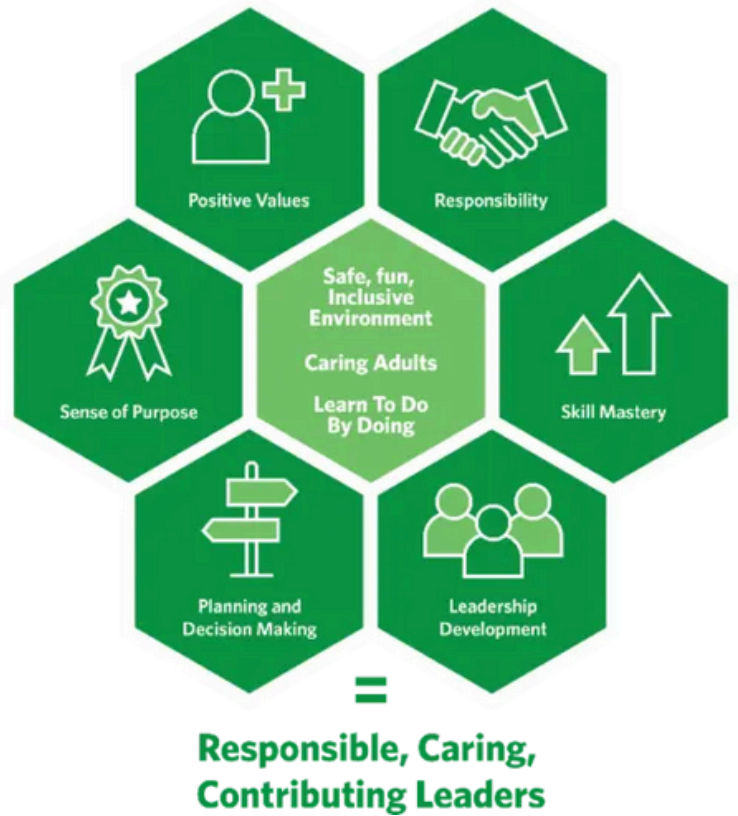 Positive Values
Responsibility
Safe, fun,
Inclusive
Environment
Caring Adults
Learn To Do
By Doing
Sense of Purpose
Skill Mastery
Planning and
Decision Making
Leadership
Development
=
Responsible, Caring,
Contributing Leaders